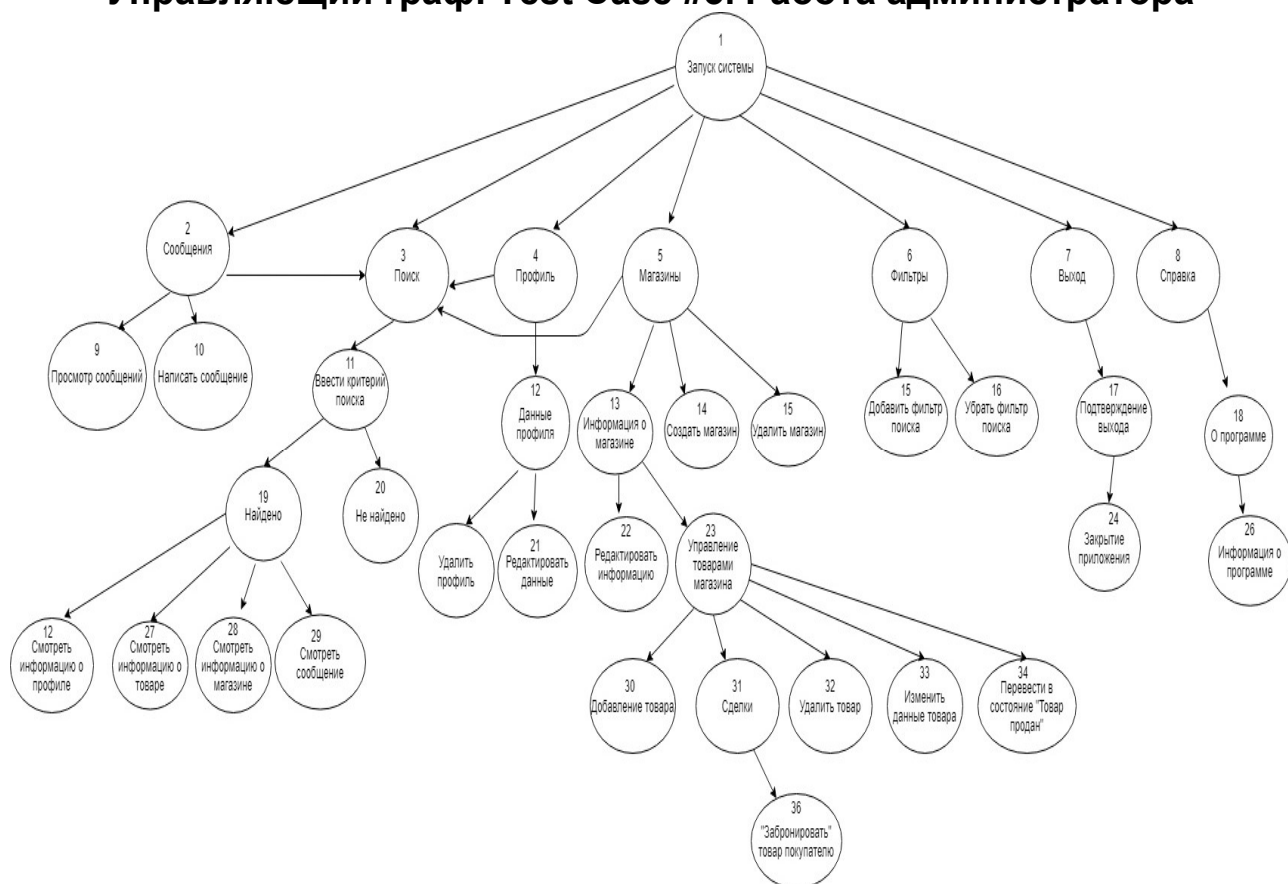 Управляющий граф. Test Case Работа администратора
1
Запуск системы
2
Сообщения
3
Поиск
4
Профиль
5
Магазины
6
Фильтры
7
Выход
8
Справка
9
Просмотр сообщений
10
Написать сообщение
11
Ввести критерий
поиска
12
Данные
профиля
13
Информация о
магазине
14
Создать магазин
15
Удалить магазин
15
Добавить фильтр
поиска
16
Убрать фильтр
поиска
17
Подтверждение
выхода
18
О программе
19
Найдено
20
Не найдено
Удалить
профиль
21
Редактировать
данные
22
Редактировать
информацию
23
Управление
товарами
магазина
24
Закрытие
приложения
26
Информация о
программе
12
Смотреть
информацию о
профиле
27
Смотреть
информацию о
товаре
28
Смотреть
информацию о
магазине
29
Смотреть
сообщение
30
Добавление товара
31
Сделки
32
Удалить товар
33
Изменить
данные товара
34
Перевести в
состояние "Товар
продан"
36
"Забронировать"
товар покупателю